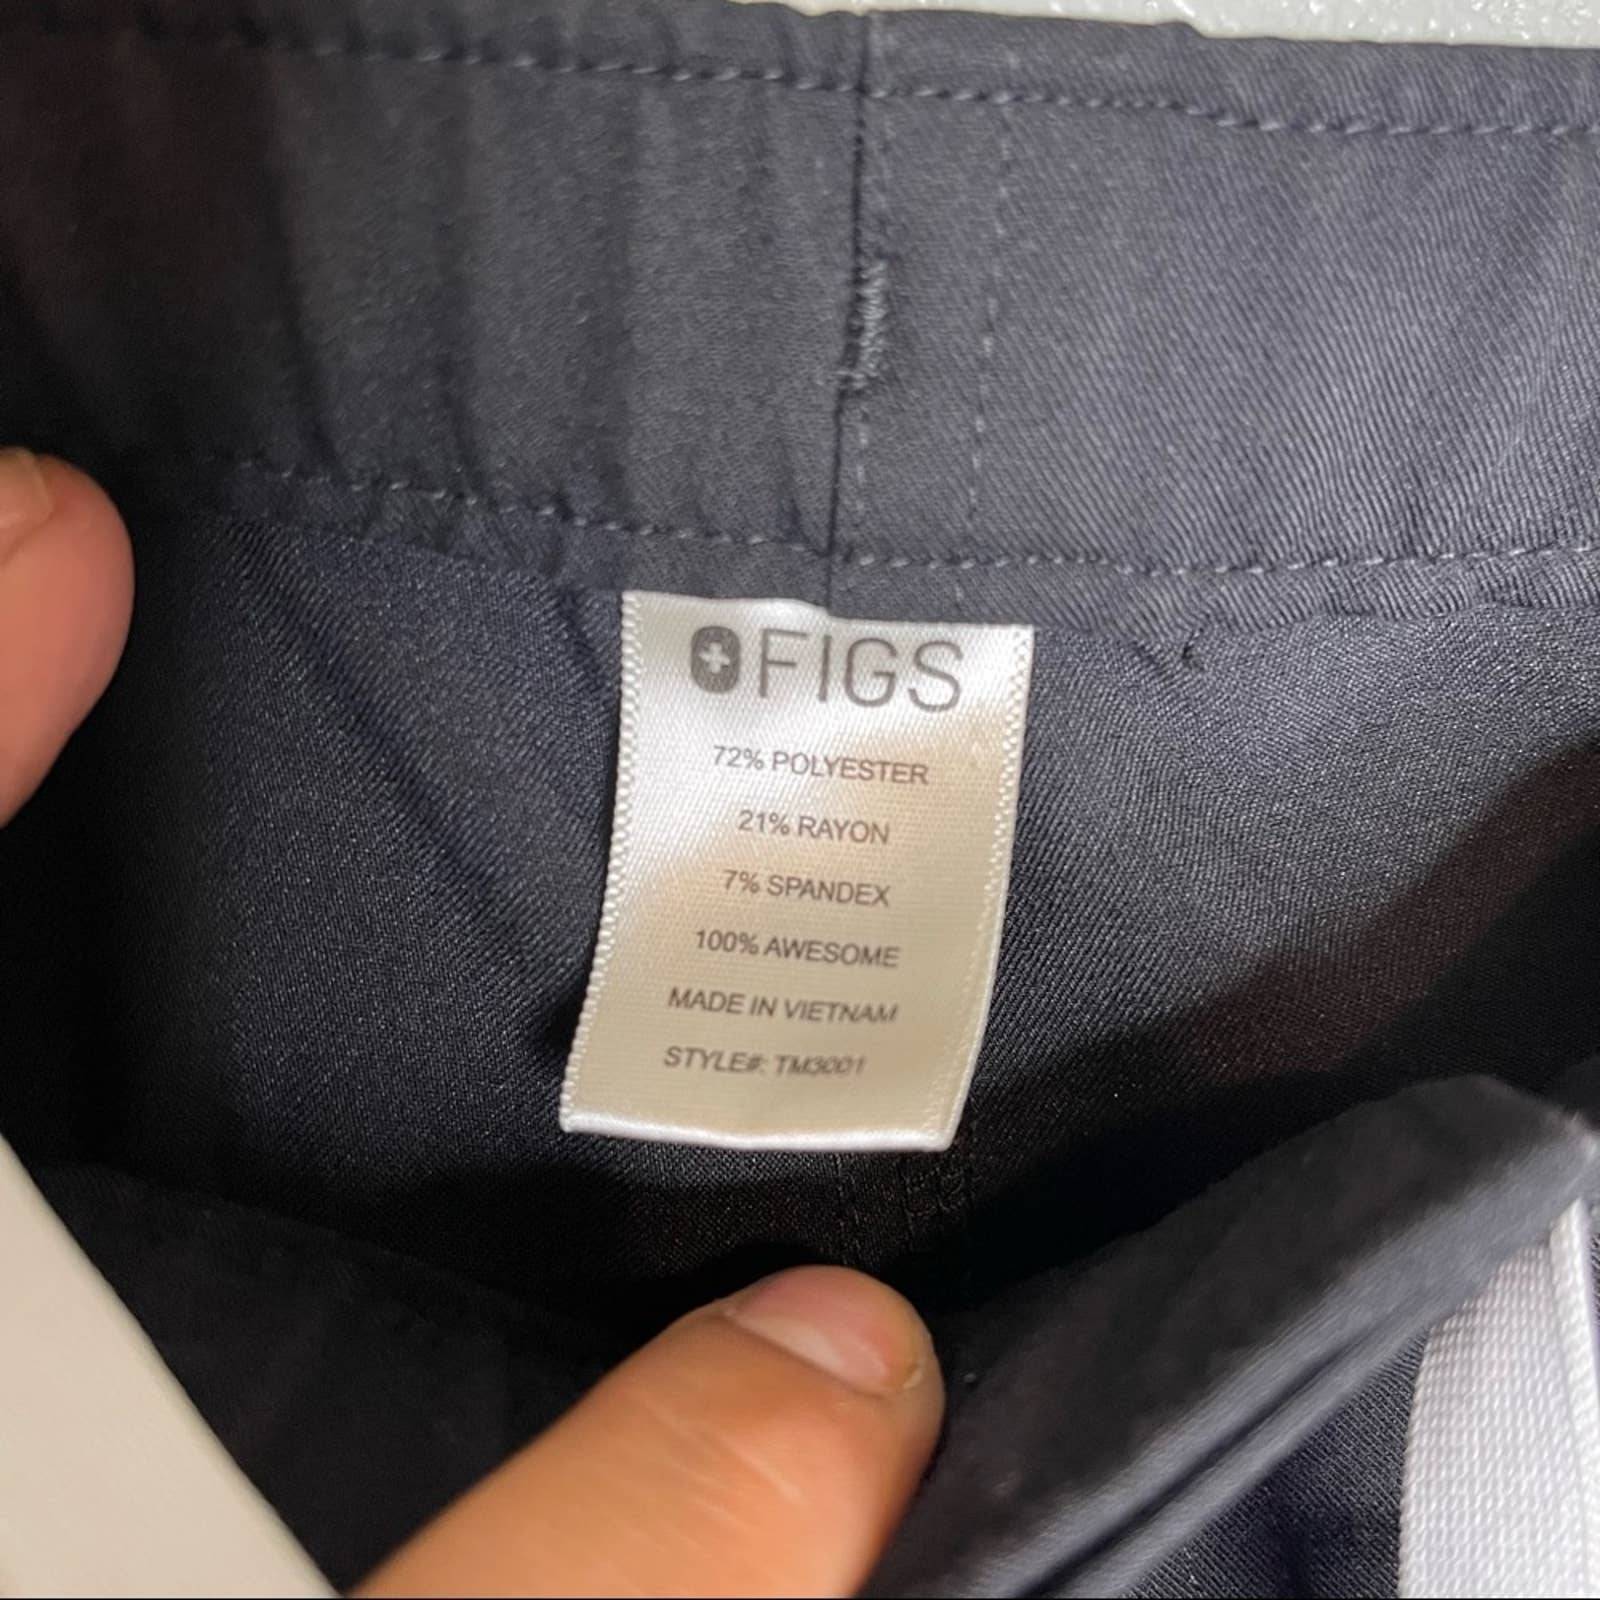 FIGS
72% POLYESTER
21% RAYON
7% SPANDEX
100% AWESOME
MADE IN VIETNAM
STYLE#: TM3001